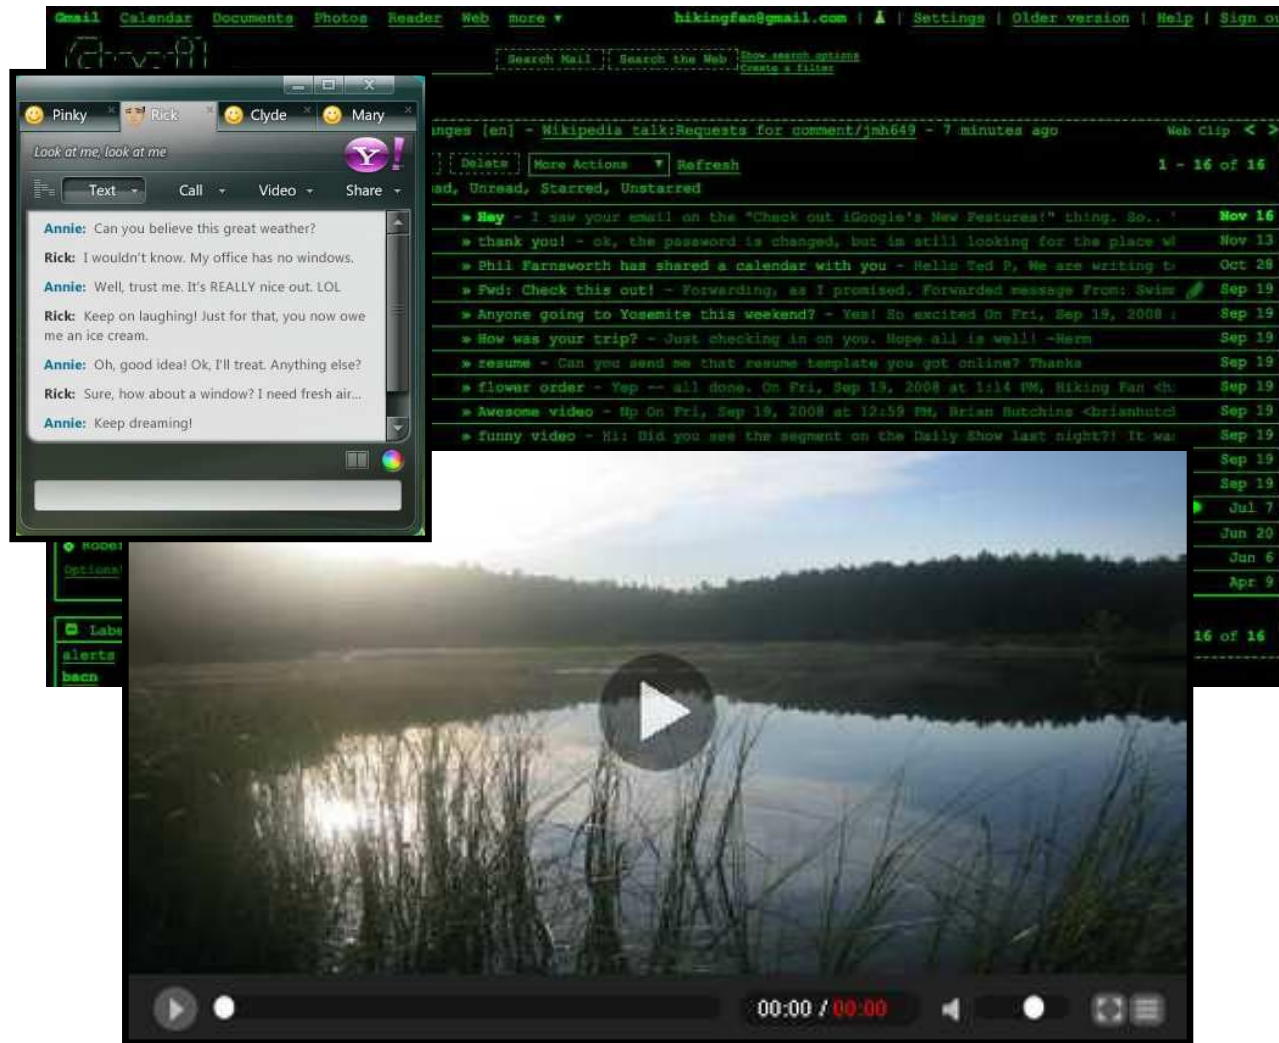 Gmail Calendar Documents Photos Reader Web more ▼ hikingfan@gmail.com | | Settings | Older version | Help | Sign
Gmail
Search Mail Search the Web Show search options
Create a filter
[en] - Wikipedia talk:Requests for comment/jmh649 - 7 minutes ago Web Clip < >
Delete More Actions ▼ Refresh 1 - 16 of 16
Unread, Starred, Unstarred
» Hey - I saw your email on the "Check out iGoogle's New Features!" thing. So.. Nov 16
» thank you! - ok, the password is changed, but im still looking for the place Nov 13
» Phil Farnsworth has shared a calendar with you - Hello Ted P, We are writing Oct 28
» Fwd: Check this out! - Forwarding, as I promised. Forwarded message From: Sep 19
» Anyone going to Yosemite this weekend? - Yes! So excited On Fri, Sep 19, 2008 Sep 19
» How was your trip? - Just checking in on you. Hope all is well! -Herm Sep 19
» resume - Can you send me that resume template you got online? Thanks Sep 19
» flower order - Yep -- all done. On Fri, Sep 19, 2008 at 1:14 PM, Hiking Fan Sep 19
» Awesome video - Np On Fri, Sep 19, 2008 at 12:59 PM, Brian Hutchins Sep 19
» funny video - Hi: Did you see the segment on the Daily Show last night?! It Sep 19
Sep 19
Sep 19
Jul 7
Jun 20
Jun 6
Apr 9
16 of 16
Options
alerts
bacn
Pinky Rick Clyde Mary
Look at me, look at me
Y!
Text Call Video Share
Annie: Can you believe this great weather?
Rick: I wouldn't know. My office has no windows.
Annie: Well, trust me. It's REALLY nice out. LOL
Rick: Keep on laughing! Just for that, you now owe
me an ice cream.
Annie: Oh, good idea! Ok, I'll treat. Anything else?
Rick: Sure, how about a window? I need fresh air...
Annie: Keep dreaming!
00:00 / 00:00